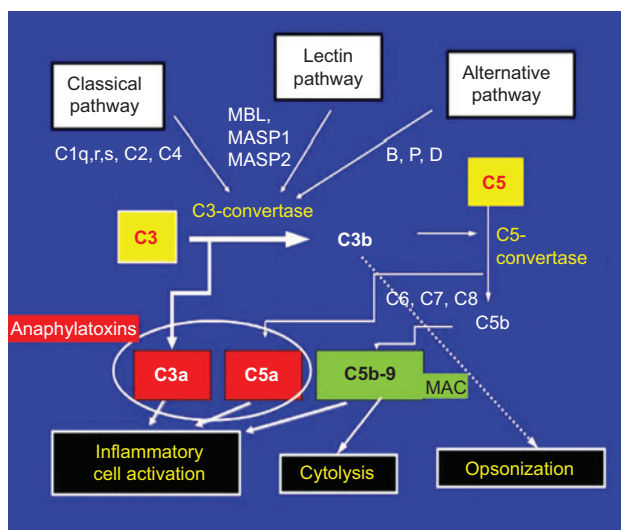 Classical
pathway
Lectin
pathway
Alternative
pathway
C1q,r,s, C2, C4
MBL,
MASP1
MASP2
B, P, D
C5
C3-convertase
C3
C3b
C5-
convertase
C6, C7, C8
C5b
Anaphylatoxins
C3a
C5a
C5b-9
MAC
Inflammatory
cell activation
Cytolysis
Opsonization